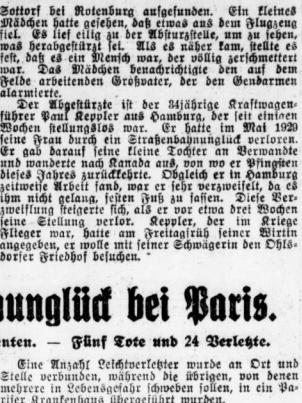 Sottorf bei Rotenburg aufgefunden. Ein kleines
Mädchen hatte gesehen, daß etwas aus dem Flugzeug
fiel. Es lief eilig zu der Absturzstelle, um zu sehen,
was herabgestürzt sei. Als es näher kam, stellte es
fest, daß es ein Mensch war, der völlig zerschmettert
war. Das Mädchen benachrichtigte den auf dem
Felde arbeitenden Großvater, der den Gendarmen
alarmierte.
Der Abgestürzte ist der 34jährige Kraftwagen-
führer Paul Keppler aus Hamburg, der seit einigen
Wochen stellungslos war. Er hatte im Mai 1929
seine Frau durch ein Straßenbahnunglück verloren.
Er gab darauf seine kleine Tochter zu Verwandte
und wanderte nach Kanada aus, von wo er Pfingsten
dieses Jahres zurückkehrte. Obgleich er in Hamburg
zeitweise Arbeit fand, war er sehr verzweifelt, da es
ihm nicht gelang, festen Fuß zu fassen. Diese Ver-
zweiflung steigerte sich, als er vor etwa drei Wochen
seine Stellung verlor. Keppler, der im Kriege
Flieger war, hatte am Freitagfrüh seiner Wirtin
angegeben, er wolle mit seiner Schwägerin den Ohls-
dorfer Friedhof besuchen.
unglück bei Paris.
enten. — Fünf Tote und 24 Verletzte.
Eine Anzahl Leichtverletzter wurde an Ort und
Stelle verbunden, während die übrigen, von denen
mehrere in Lebensgefahr schweben sollen, in ein Pa-
riser Krankenhaus übergeführt wurden.